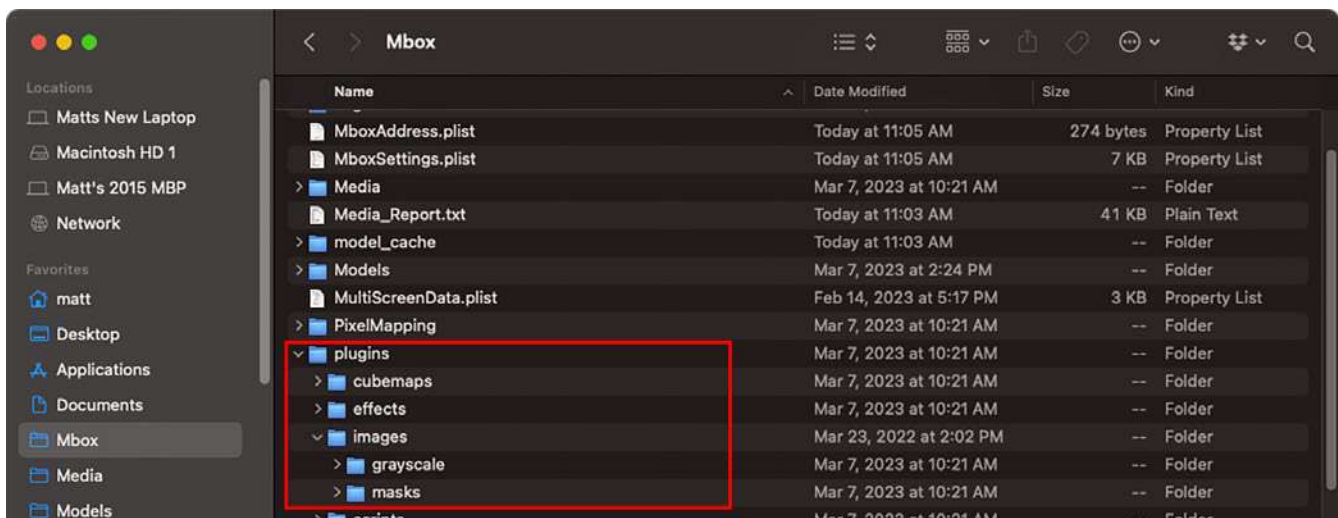 Mbox
Locations
Matts New Laptop
Macintosh HD 1
Matt's 2015 MBP
Network
Favorites
matt
Desktop
Applications
Documents
Mbox
Media
Models
Name Date Modified Size Kind
MboxAddress.plist Today at 11:05 AM 274 bytes Property List
MboxSettings.plist Today at 11:05 AM 7 KB Property List
Media Mar 7, 2023 at 10:21 AM -- Folder
Media_Report.txt Today at 11:03 AM 41 KB Plain Text
model_cache Today at 11:03 AM -- Folder
Models Mar 7, 2023 at 2:24 PM -- Folder
MultiScreenData.plist Feb 14, 2023 at 5:17 PM 3 KB Property List
PixelMapping Mar 7, 2023 at 10:21 AM -- Folder
plugins Mar 7, 2023 at 10:21 AM -- Folder
cubemaps Mar 7, 2023 at 10:21 AM -- Folder
effects Mar 7, 2023 at 10:21 AM -- Folder
images Mar 23, 2022 at 2:02 PM -- Folder
grayscale Mar 7, 2023 at 10:21 AM -- Folder
masks Mar 7, 2023 at 10:21 AM -- Folder